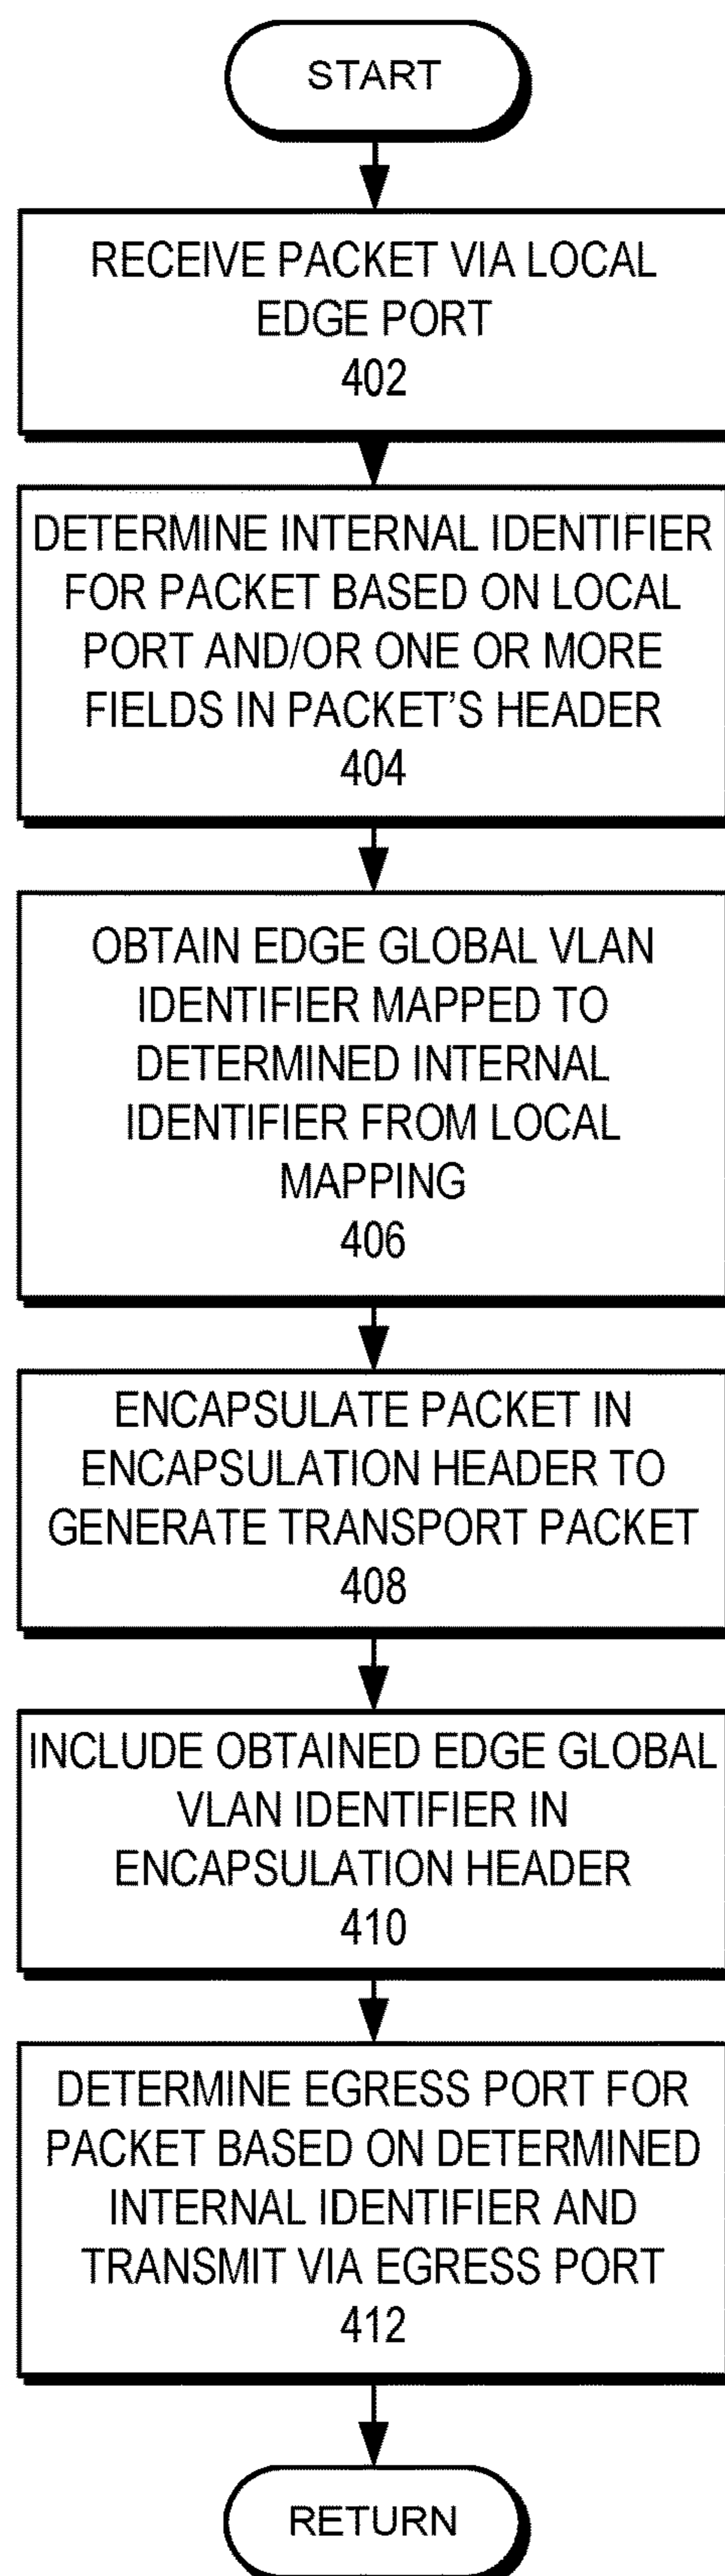 START
RECEIVE PACKET VIA LOCAL
EDGE PORT
402
DETERMINE INTERNAL IDENTIFIER
FOR PACKET BASED ON LOCAL
PORT AND/OR ONE OR MORE
FIELDS IN PACKET'S HEADER
404
OBTAIN EDGE GLOBAL VLAN
IDENTIFIER MAPPED TO
DETERMINED INTERNAL
IDENTIFIER FROM LOCAL
MAPPING
406
ENCAPSULATE PACKET IN
ENCAPSULATION HEADER TO
GENERATE TRANSPORT PACKET
408
INCLUDE OBTAINED EDGE GLOBAL
VLAN IDENTIFIER IN
ENCAPSULATION HEADER
410
DETERMINE EGRESS PORT FOR
PACKET BASED ON DETERMINED
INTERNAL IDENTIFIER AND
TRANSMIT VIA EGRESS PORT
412
RETURN